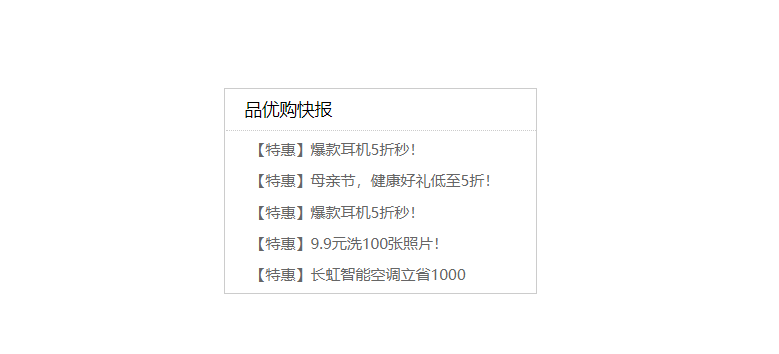 品优购快报
【特惠】爆款耳机5折秒！
【特惠】母亲节，健康好礼低至5折！
【特惠】爆款耳机5折秒！
【特惠】9.9元洗100张照片！
【特惠】长虹智能空调立省1000